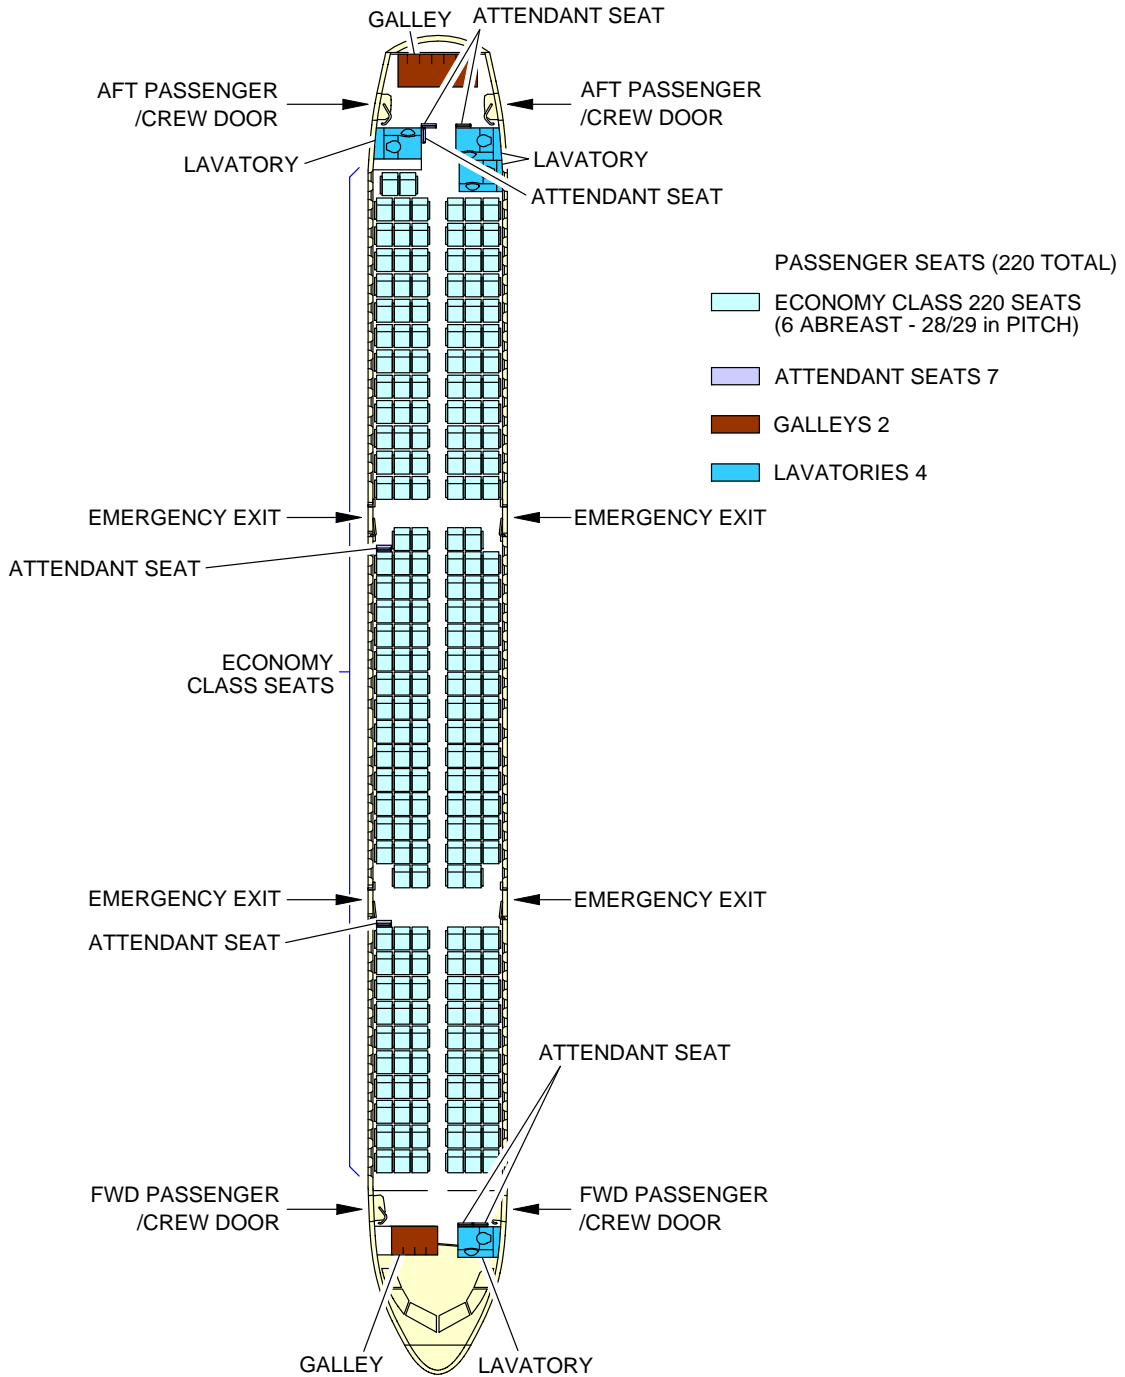 GALLEY
ATTENDANT SEAT
AFT PASSENGER
/CREW DOOR
AFT PASSENGER
/CREW DOOR
LAVATORY
LAVATORY
ATTENDANT SEAT
PASSENGER SEATS (220 TOTAL)
ECONOMY CLASS 220 SEATS
(6 ABREAST - 28/29 in PITCH)
ATTENDANT SEATS 7
GALLEYS 2
LAVATORIES 4
EMERGENCY EXIT
EMERGENCY EXIT
ATTENDANT SEAT
ECONOMY
CLASS SEATS
EMERGENCY EXIT
EMERGENCY EXIT
ATTENDANT SEAT
ATTENDANT SEAT
FWD PASSENGER
/CREW DOOR
FWD PASSENGER
/CREW DOOR
GALLEY
LAVATORY